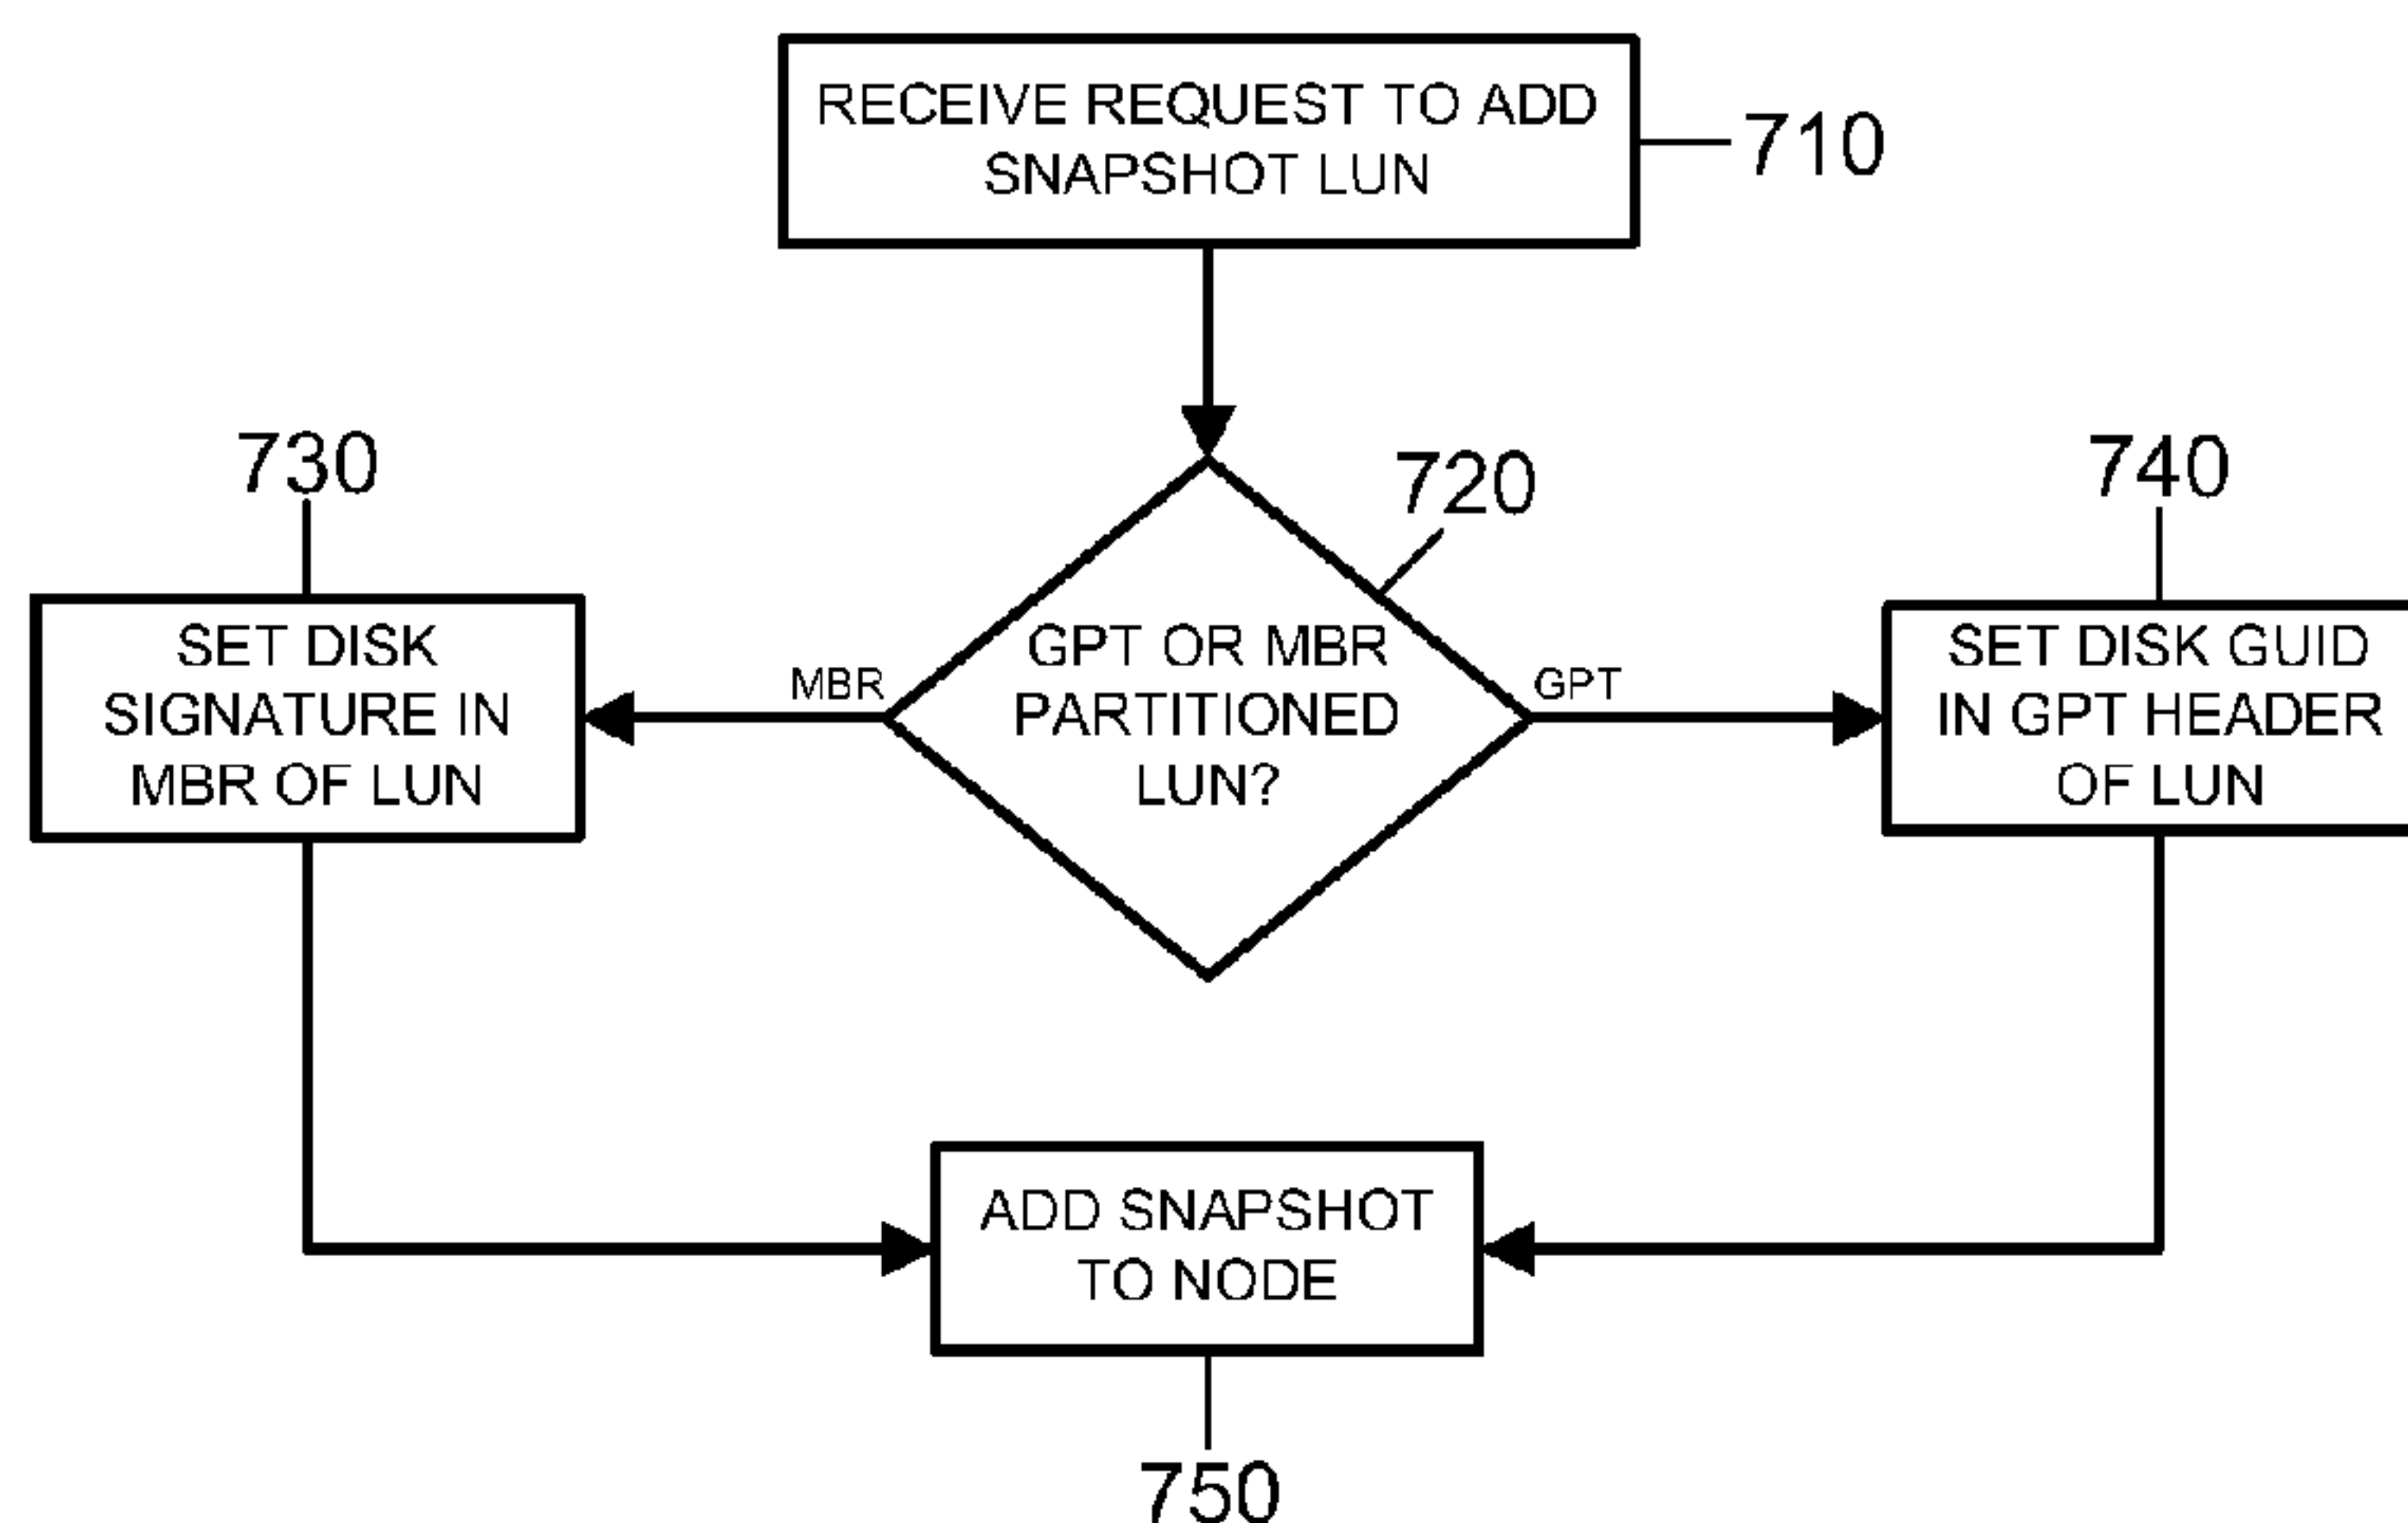 RECEIVE REQUEST TO ADD
SNAPSHOT LUN
710
720
730
740
GPT OR MBR
PARTITIONED
LUN?
MBR
GPT
SET DISK
SIGNATURE IN
MBR OF LUN
SET DISK GUID
IN GPT HEADER
OF LUN
ADD SNAPSHOT
TO NODE
750